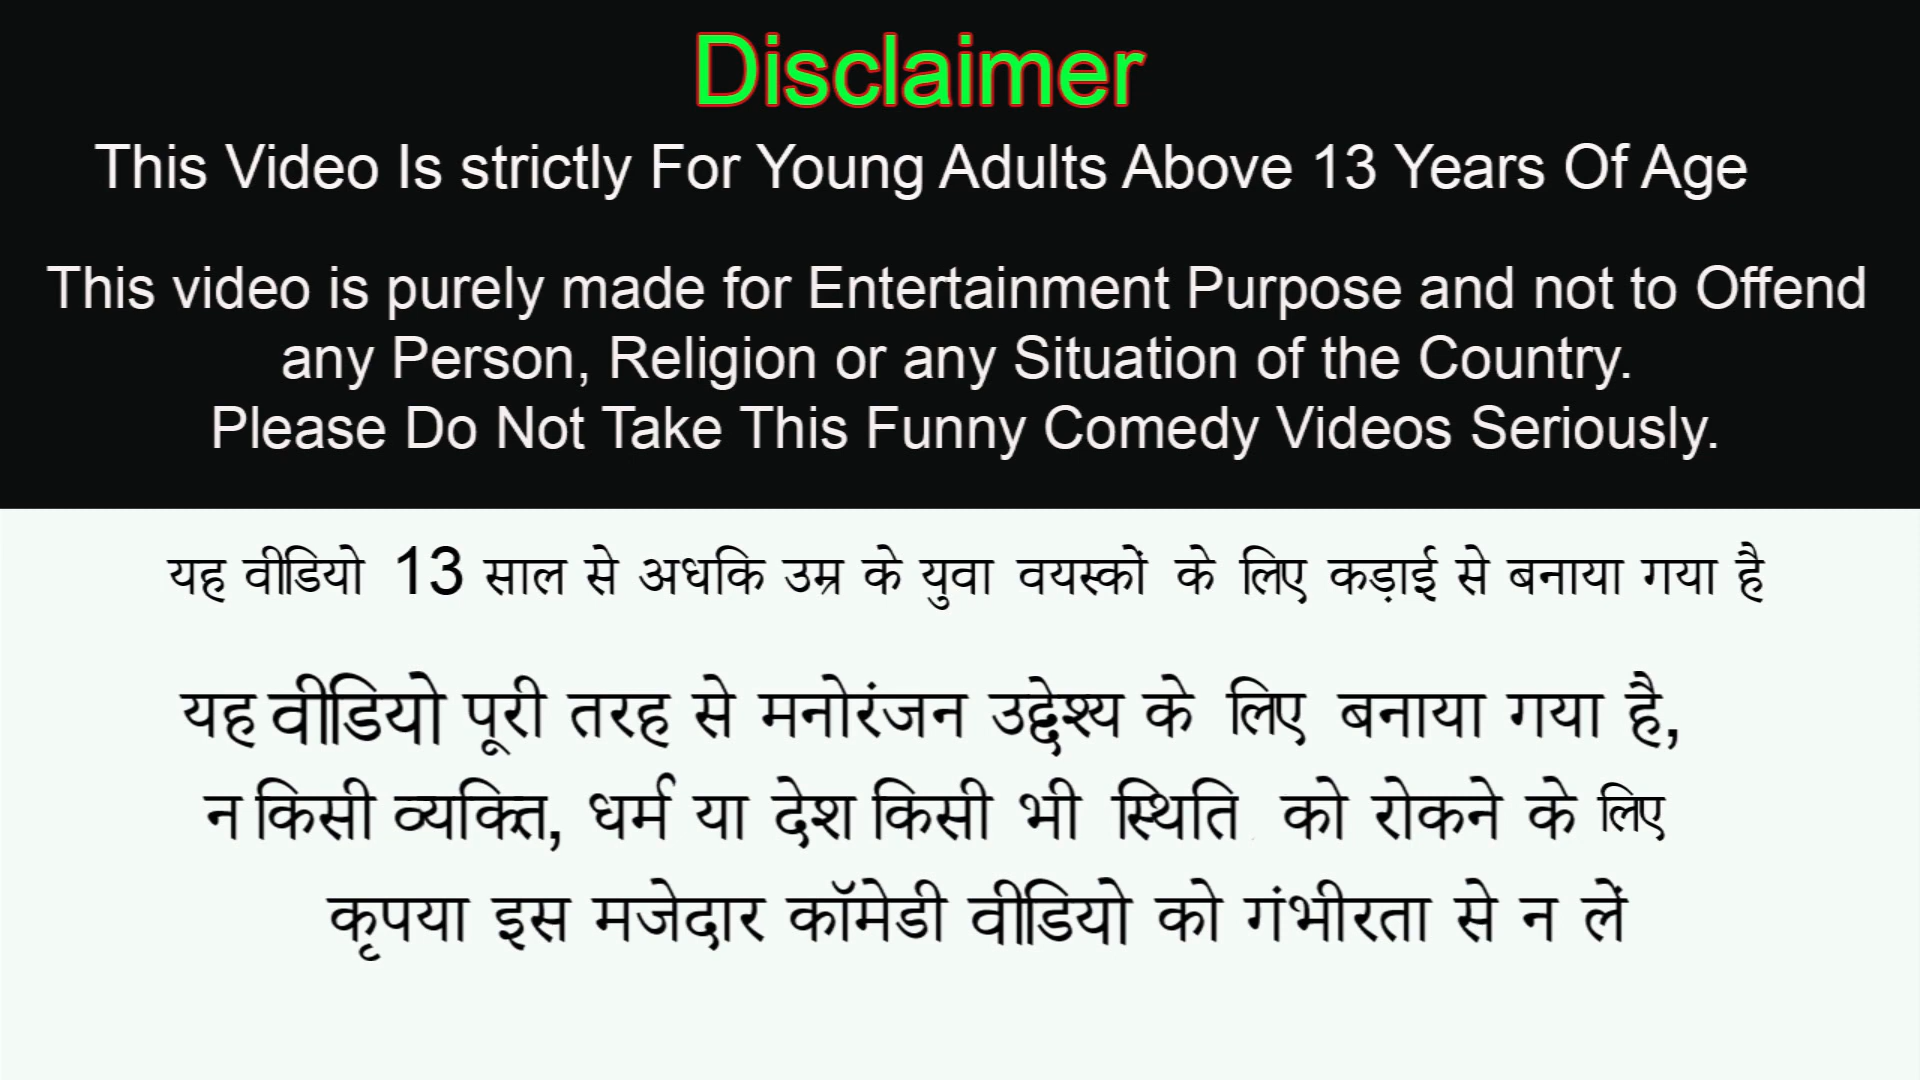 Disclaimer
This Video Is strictly For Young Adults Above 13 Years Of Age
This video is purely made for Entertainment Purpose and not to Offend
any Person, Religion or any Situation of the Country.
Please Do Not Take This Funny Comedy Videos Seriously.
यह वीडियो 13 साल से अधकि उम्र के युवा वयस्कों के लिए कड़ाई से बनाया गया है
यह वीडियो पूरी तरह से मनोरंजन उद्देश्य के लिए बनाया गया है,
न किसी व्यक्ति, धर्म या देश किसी भी स्थिति को रोकने के लिए
कृपया इस मजेदार कॉमेडी वीडियो को गंभीरता से न लें